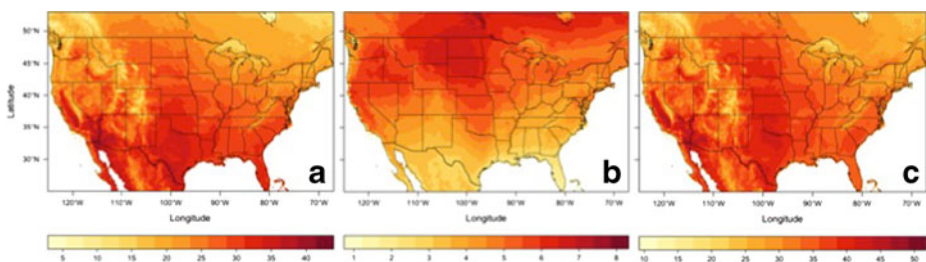 50°N
45°N
40°N
35°N
30°N
Latitude
a
b
c
120°W 110°W 100°W 90°W 80°W 70°W
120°W 110°W 100°W 90°W 80°W 70°W
120°W 110°W 100°W 90°W 80°W 70°W
Longitude
Longitude
Longitude
5 10 15 20 25 30 35 40
1 2 3 4 5 6 7 8
10 15 20 25 30 35 40 45 50